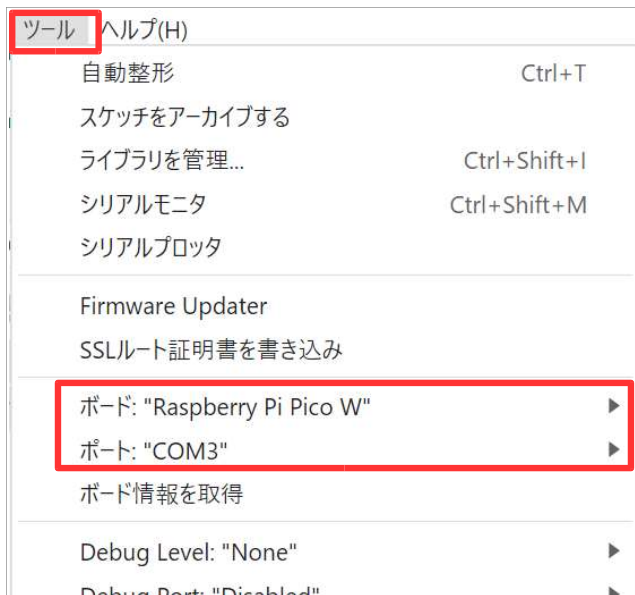 ツール ヘルプ(H)
自動整形 Ctrl+T
スケッチをアーカイブする
ライブラリを管理... Ctrl+Shift+I
シリアルモニタ Ctrl+Shift+M
シリアルプロッタ
Firmware Updater
SSLルート証明書を書き込み
ボード: "Raspberry Pi Pico W"
ポート: "COM3"
ボード情報を取得
Debug Level: "None"
Debug Port: "Disabled"